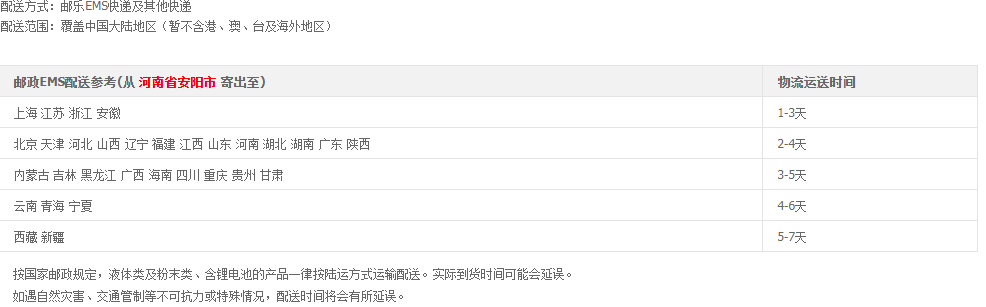 配送方式：邮乐EMS快递及其他快递
配送范围：覆盖中国大陆地区（暂不含港、澳、台及海外地区）
邮政EMS配送参考(从 河南省安阳市 寄出至) 物流运送时间
上海 江苏 浙江 安徽 1-3天
北京 天津 河北 山西 辽宁 福建 江西 山东 河南 湖北 湖南 广东 陕西 2-4天
内蒙古 吉林 黑龙江 广西 海南 四川 重庆 贵州 甘肃 3-5天
云南 青海 宁夏 4-6天
西藏 新疆 5-7天
按国家邮政规定，液体类及粉末类、含锂电池的产品一律按陆运方式运输配送。实际到货时间可能会延误。
如遇自然灾害、交通管制等不可抗力或特殊情况，配送时间将会有所延误。